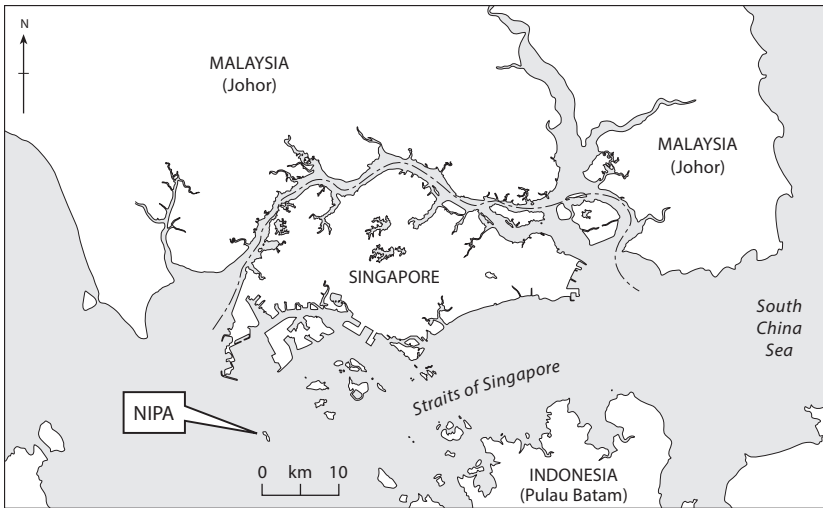 N
MALAYSIA
(Johor)
MALAYSIA
(Johor)
SINGAPORE
South
China
Sea
Straits of Singapore
NIPA
0 km 10
INDONESIA
(Pulau Batam)